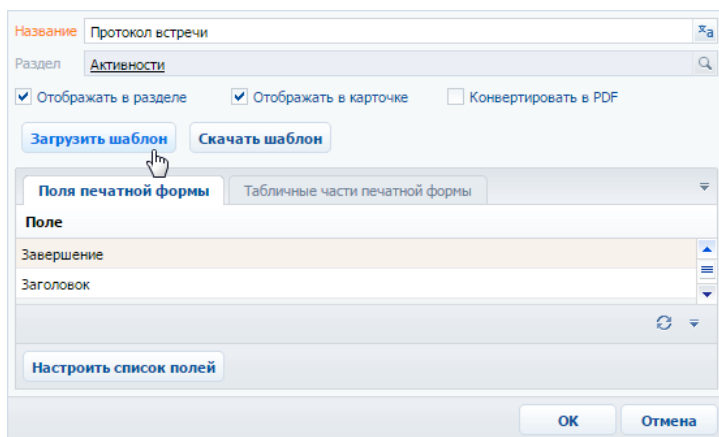 Название Протокол встречи
Раздел Активности
Отображать в разделе Отображать в карточке Конвертировать в PDF
Загрузить шаблон Скачать шаблон
Поля печатной формы Табличные части печатной формы
Поле
Завершение
Заголовок
Настроить список полей
ОК Отмена